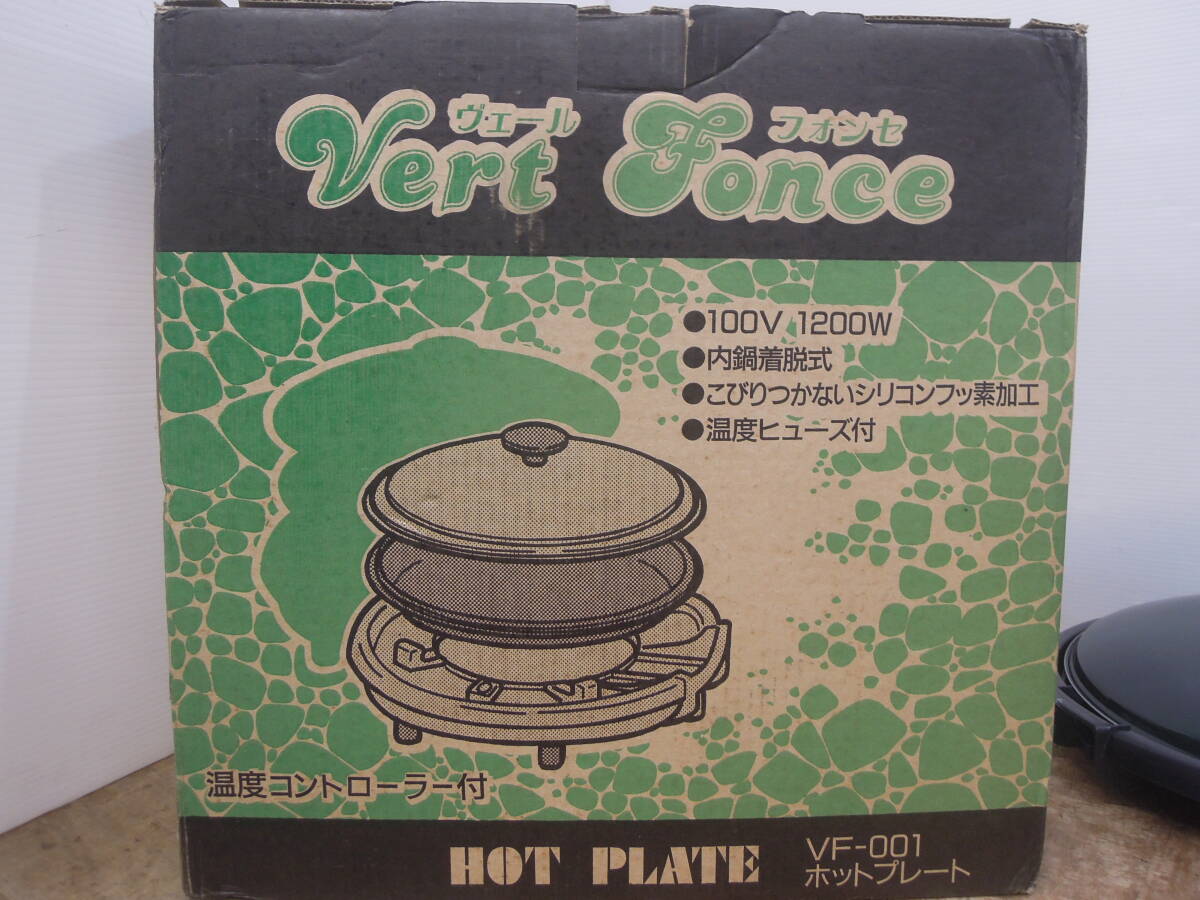 ヴェール フォンセ
Vert Fonce
●100V 1200W
●内鍋着脱式
●こびりつかないシリコンフッ素加工
●温度ヒューズ付
温度コントローラー付
HOT PLATE
VF-001
ホットプレート